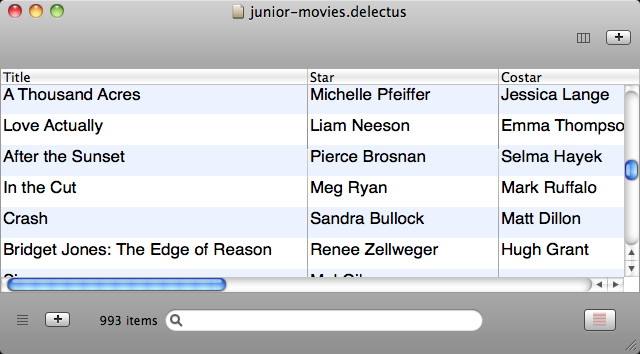 junior-movies.delectus
Title Star Costar
A Thousand Acres Michelle Pfeiffer Jessica Lange
Love Actually Liam Neeson Emma Thompso
After the Sunset Pierce Brosnan Selma Hayek
In the Cut Meg Ryan Mark Ruffalo
Crash Sandra Bullock Matt Dillon
Bridget Jones: The Edge of Reason Renee Zellweger Hugh Grant
993 items